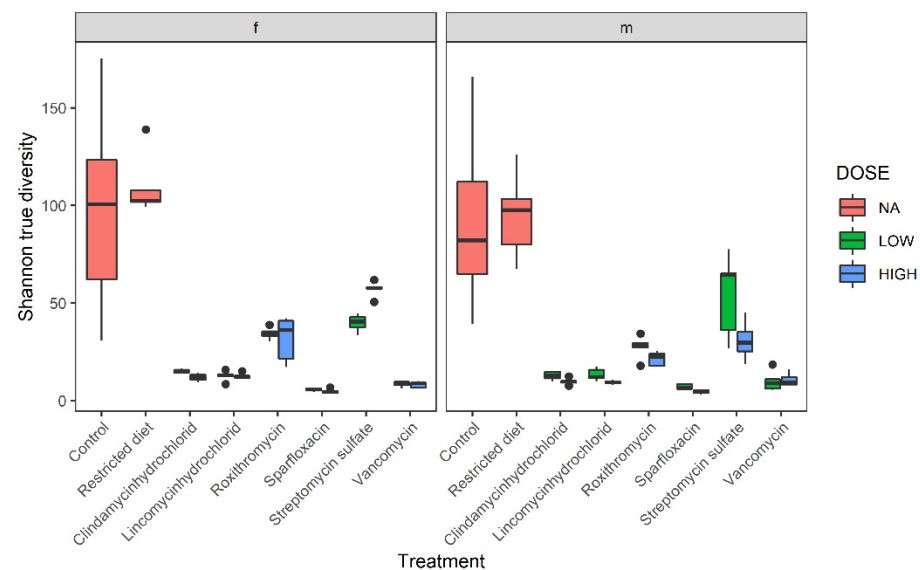 f
m
Shannon true diversity
150
100
50
0
Control
Restricted diet
Clindamycinhydrochlorid
Lincomycinhydrochlorid
Roxithromycin
Sparfloxacin
Streptomycin sulfate
Vancomycin
Control
Restricted diet
Clindamycinhydrochlorid
Lincomycinhydrochlorid
Roxithromycin
Sparfloxacin
Streptomycin sulfate
Vancomycin
Treatment
DOSE
NA
LOW
HIGH